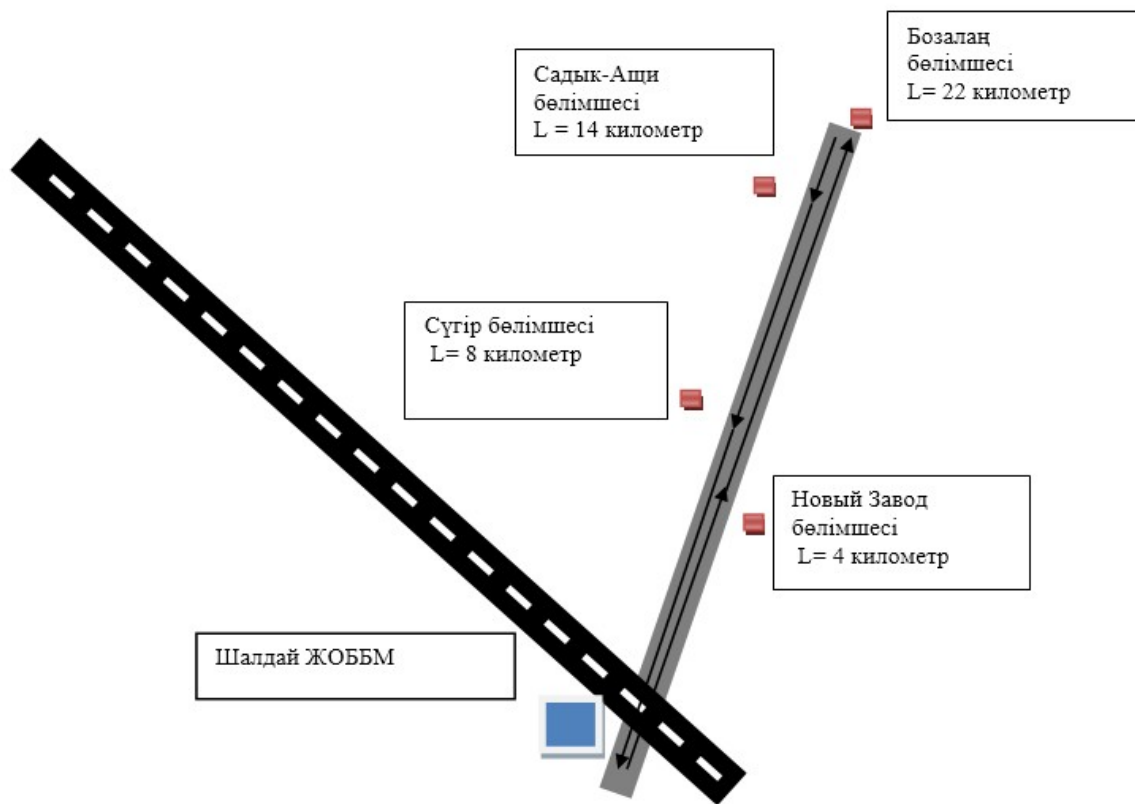 Бозалаң
бөлімшесі
L= 22 километр
Садык-Ащи
бөлімшесі
L = 14 километр
Сүгір бөлімшесі
L= 8 километр
Новый Завод
бөлімшесі
L= 4 километр
Шалдай ЖОББМ